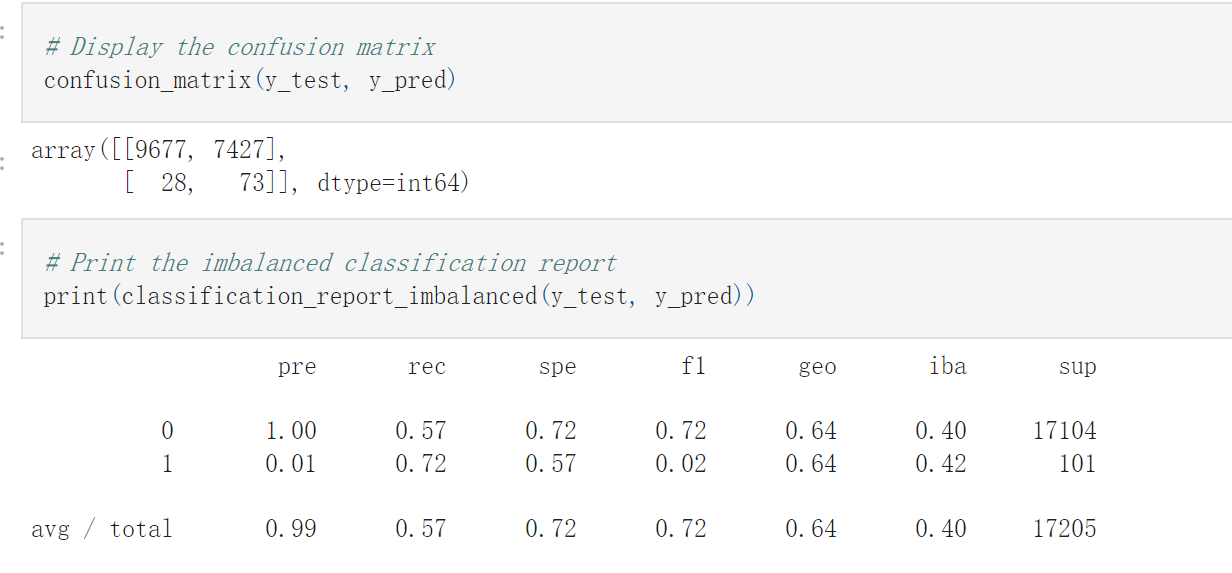 # Display the confusion matrix
confusion_matrix(y_test, y_pred)
array([[9677, 7427],
[ 28, 73]], dtype=int64)
# Print the imbalanced classification report
print(classification_report_imbalanced(y_test, y_pred))
pre rec spe f1 geo iba sup
0 1.00 0.57 0.72 0.72 0.64 0.40 17104
1 0.01 0.72 0.57 0.02 0.64 0.42 101
avg / total 0.99 0.57 0.72 0.72 0.64 0.40 17205